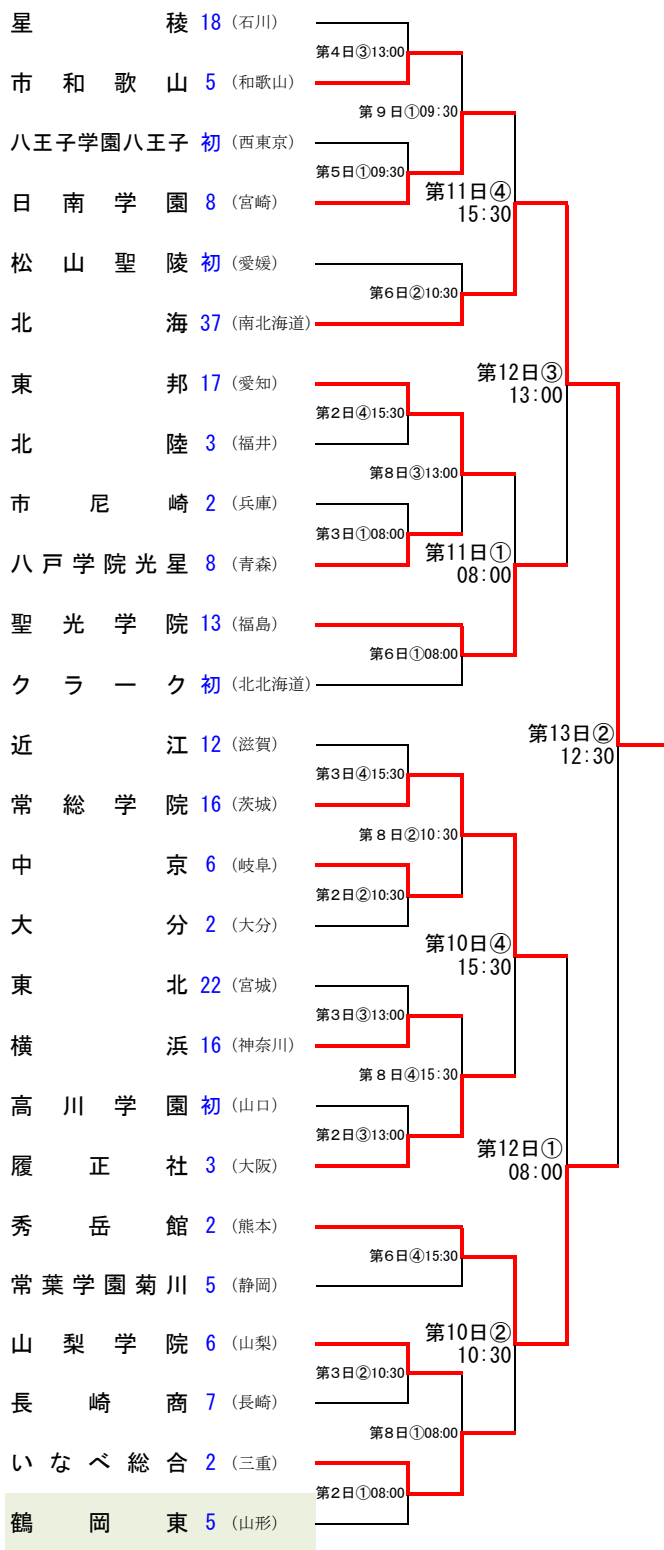 星稜 18 (石川)
第4日③13:00
市和歌山 5 (和歌山)
第9日①09:30
八王子学園八王子 初 (西東京)
第5日①09:30
日南学園 8 (宮崎)
第11日④
15:30
松山聖陵 初 (愛媛)
第6日②10:30
北海 37 (南北海道)
東邦 17 (愛知)
第12日③
13:00
第2日④15:30
北陸 3 (福井)
第8日③13:00
市尼崎 2 (兵庫)
第3日①08:00
八戸学院光星 8 (青森)
第11日①
08:00
聖光学院 13 (福島)
第6日①08:00
クラーク 初 (北北海道)
近江 12 (滋賀)
第13日②
12:30
第3日④15:30
常総学院 16 (茨城)
第8日②10:30
中京 6 (岐阜)
第2日②10:30
大分 2 (大分)
第10日④
15:30
東北 22 (宮城)
第3日③13:00
横浜 16 (神奈川)
第8日④15:30
高川学園 初 (山口)
第2日③13:00
履正社 3 (大阪)
第12日①
08:00
秀岳館 2 (熊本)
第6日④15:30
常葉学園菊川 5 (静岡)
山梨学院 6 (山梨)
第10日②
10:30
第3日②10:30
長崎商 7 (長崎)
第8日①08:00
いなべ総合 2 (三重)
第2日①08:00
鶴岡東 5 (山形)